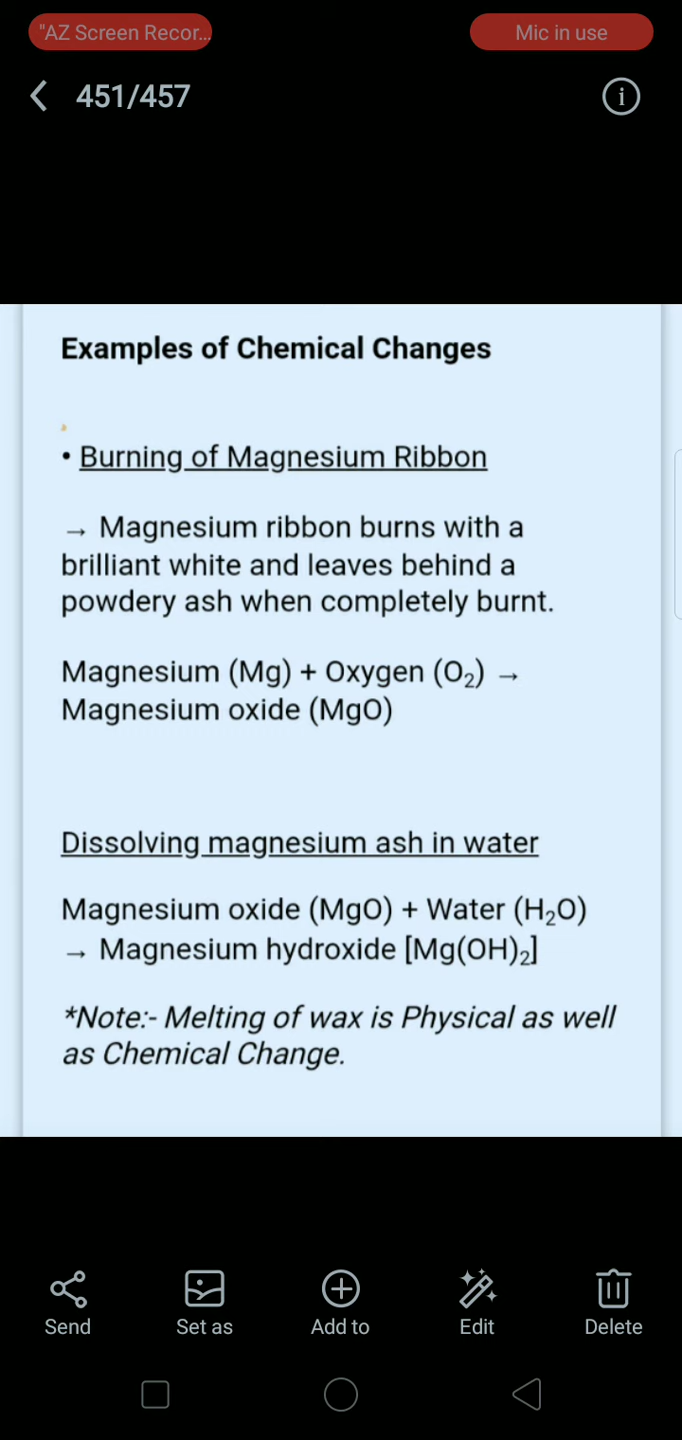 "AZ Screen Recor...
Mic in use
451/457
Examples of Chemical Changes
• Burning of Magnesium Ribbon
→ Magnesium ribbon burns with a
brilliant white and leaves behind a
powdery ash when completely burnt.
Magnesium (Mg) + Oxygen (O₂) →
Magnesium oxide (MgO)
Dissolving magnesium ash in water
Magnesium oxide (MgO) + Water (H₂O)
→ Magnesium hydroxide [Mg(OH)₂]
*Note:- Melting of wax is Physical as well
as Chemical Change.
Send
Set as
Add to
Edit
Delete